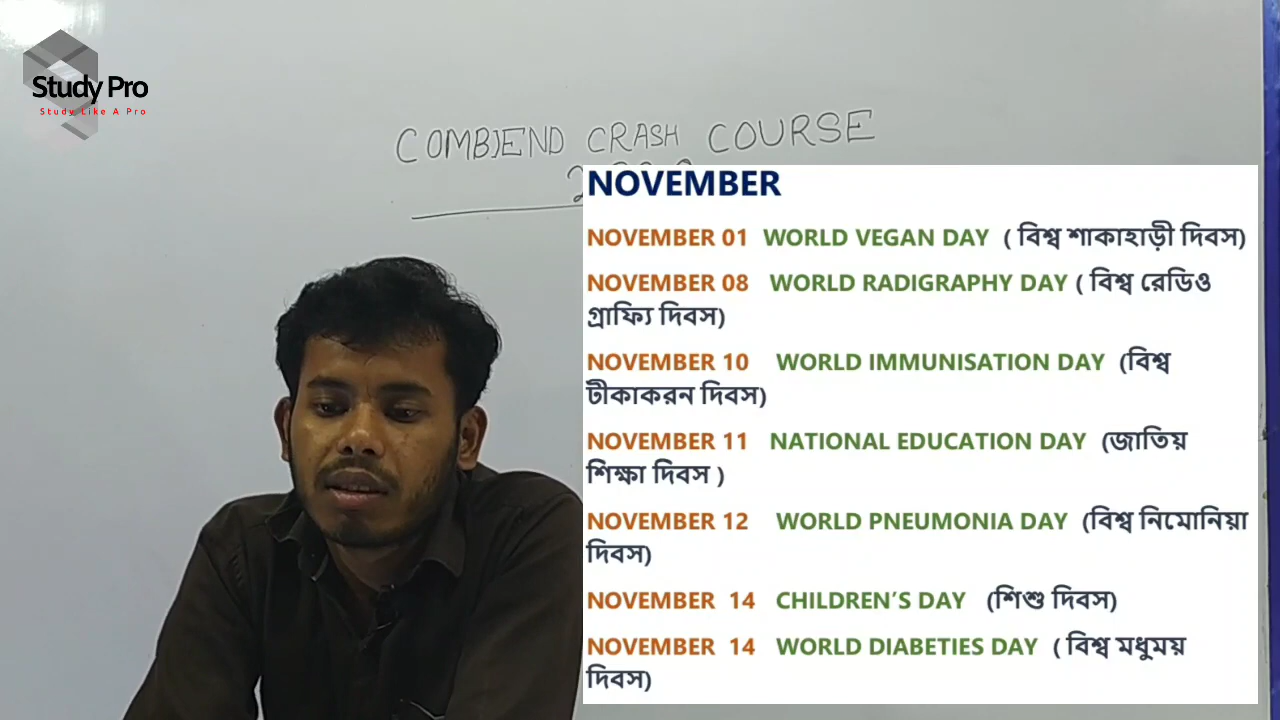 Study Pro
Study Like A Pro
COMBIEND CRASH COURSE
NOVEMBER
NOVEMBER 01 WORLD VEGAN DAY ( বিশ্ব শাকাহাড়ী দিবস)
NOVEMBER 08 WORLD RADIGRAPHY DAY ( বিশ্ব রেডিও
গ্রাফ্যি দিবস)
NOVEMBER 10 WORLD IMMUNISATION DAY (বিশ্ব
টীকাকরন দিবস)
NOVEMBER 11 NATIONAL EDUCATION DAY (জাতিয়
শিক্ষা দিবস )
NOVEMBER 12 WORLD PNEUMONIA DAY (বিশ্ব নিমোনিয়া
দিবস)
NOVEMBER 14 CHILDREN’S DAY (শিশু দিবস)
NOVEMBER 14 WORLD DIABETIES DAY ( বিশ্ব মধুময়
দিবস)